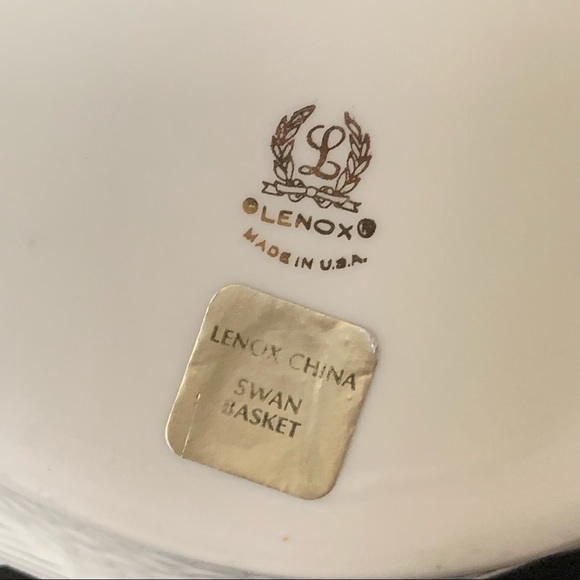 L
©LENOX®
MADE IN U.S.A.
LENOX CHINA
SWAN
BASKET